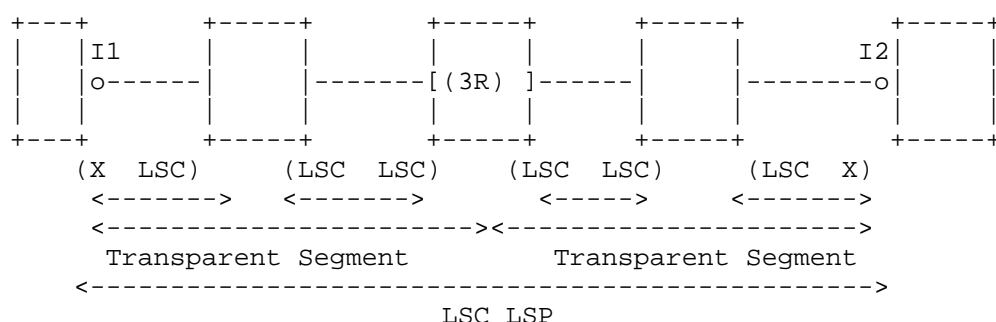 I1 I2
(3R)
(X LSC) (LSC LSC) (LSC LSC) (LSC X)
Transparent Segment Transparent Segment
LSC LSP